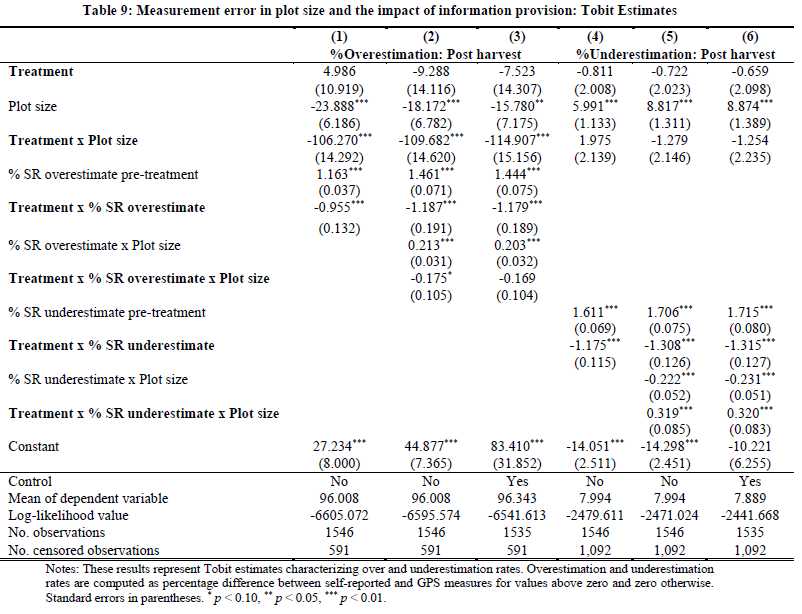 Table 9: Measurement error in plot size and the impact of information provision: Tobit Estimates
(1) (2) (3) (4) (5) (6)
%Overestimation: Post harvest %Underestimation: Post harvest
Treatment 4.986 -9.288 -7.523 -0.811 -0.722 -0.659
(10.919) (14.116) (14.307) (2.008) (2.023) (2.098)
Plot size -23.888*** -18.172*** -15.780** 5.991*** 8.817*** 8.874***
(6.186) (6.782) (7.175) (1.133) (1.311) (1.389)
Treatment x Plot size -106.270*** -109.682*** -114.907*** 1.975 -1.279 -1.254
(14.292) (14.620) (15.156) (2.139) (2.146) (2.235)
% SR overestimate pre-treatment 1.163*** 1.461*** 1.444***
(0.037) (0.071) (0.075)
Treatment x % SR overestimate -0.955*** -1.187*** -1.179***
(0.132) (0.191) (0.189)
% SR overestimate x Plot size 0.213*** 0.203***
(0.031) (0.032)
Treatment x % SR overestimate x Plot size -0.175* -0.169
(0.105) (0.104)
% SR underestimate pre-treatment 1.611*** 1.706*** 1.715***
(0.069) (0.075) (0.080)
Treatment x % SR underestimate -1.175*** -1.308*** -1.315***
(0.115) (0.126) (0.127)
% SR underestimate x Plot size -0.222*** -0.231***
(0.052) (0.051)
Treatment x % SR underestimate x Plot size 0.319*** 0.320***
(0.085) (0.083)
Constant 27.234*** 44.877*** 83.410*** -14.051*** -14.298*** -10.221
(8.000) (7.365) (31.852) (2.511) (2.451) (6.255)
Control No No Yes No No Yes
Mean of dependent variable 96.008 96.008 96.343 7.994 7.994 7.889
Log-likelihood value -6605.072 -6595.574 -6541.613 -2479.611 -2471.024 -2441.668
No. observations 1546 1546 1535 1546 1546 1535
No. censored observations 591 591 591 1,092 1,092 1,092
Notes: These results represent Tobit estimates characterizing over and underestimation rates. Overestimation and underestimation
rates are computed as percentage difference between self-reported and GPS measures for values above zero and zero otherwise.
Standard errors in parentheses. * p < 0.10, ** p < 0.05, *** p < 0.01.